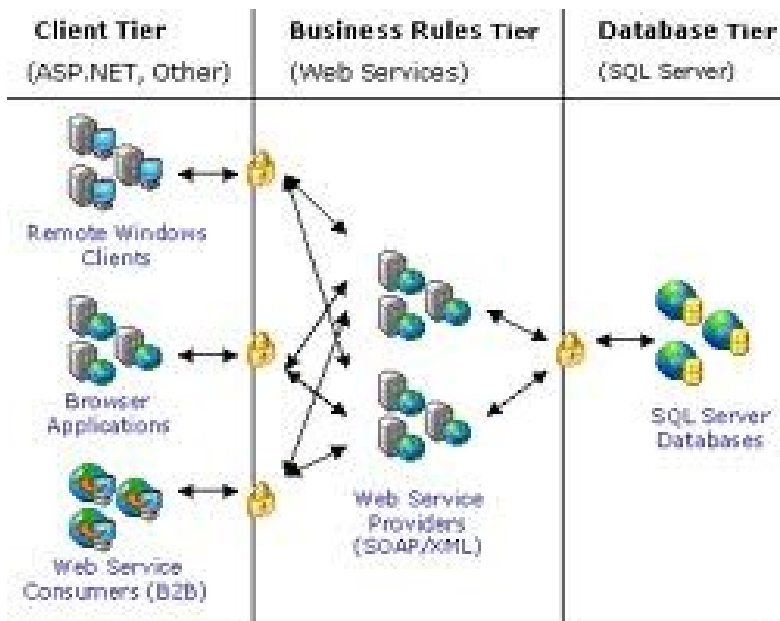 Client Tier
(ASP.NET, Other)
Business Rules Tier
(Web Services)
Database Tier
(SQL Server)
Remote Windows
Clients
Browser
Applications
Web Service
Consumers (B2B)
Web Service
Providers
(SOAP/XML)
SQL Server
Databases